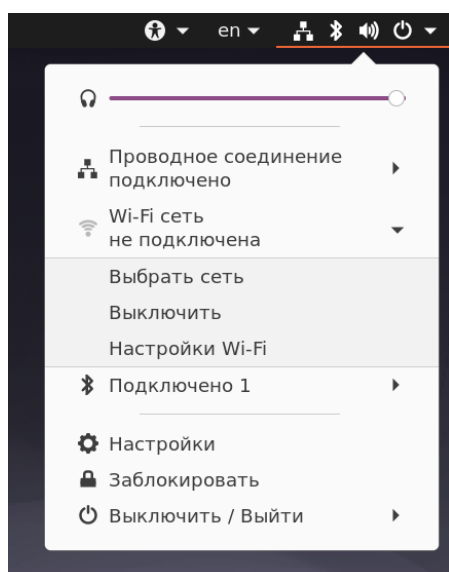 en
Проводное соединение
подключено
Wi-Fi сеть
не подключена
Выбрать сеть
Выключить
Настройки Wi-Fi
Подключено 1
Настройки
Заблокировать
Выключить / Выйти